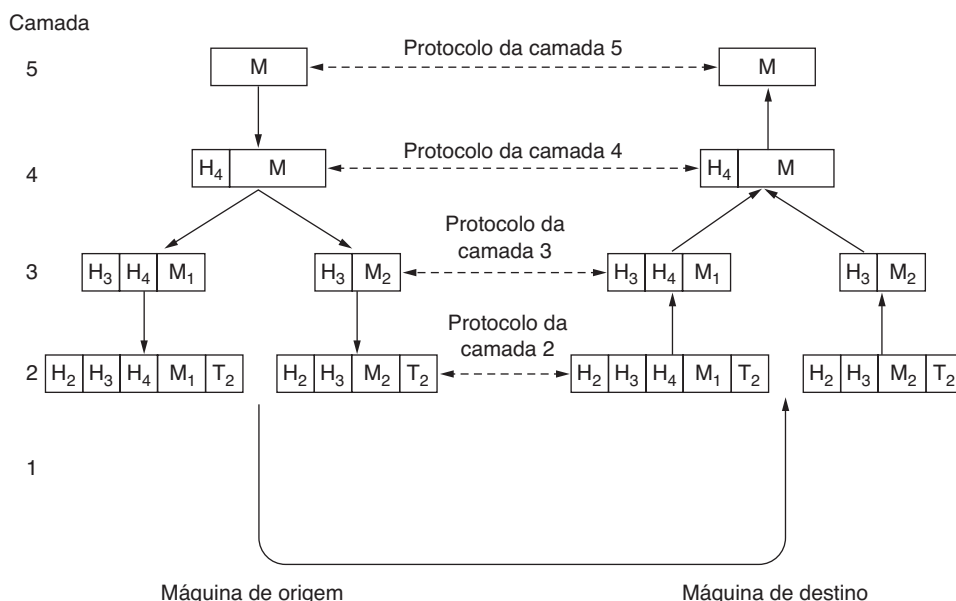 Camada
5 M Protocolo da camada 5 M
4 H₄ M Protocolo da camada 4 H₄ M
Protocolo da
camada 3
3 H₃ H₄ M₁ H₃ M₂ H₃ H₄ M₁ H₃ M₂
Protocolo da
camada 2
2 H₂ H₃ H₄ M₁ T₂ H₂ H₃ M₂ T₂ H₂ H₃ H₄ M₁ T₂ H₂ H₃ M₂ T₂
1
Máquina de origem Máquina de destino